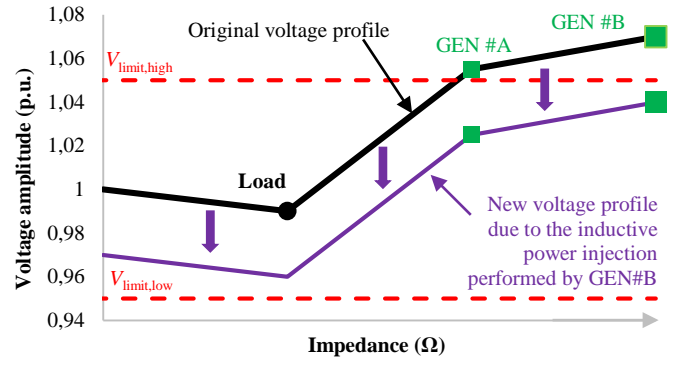 Voltage amplitude (p.u.)
1,08
1,06
1,04
1,02
1
0,98
0,96
0,94
Original voltage profile
GEN #A
GEN #B
Vlimit,high
Load
New voltage profile
due to the inductive
power injection
performed by GEN#B
Vlimit,low
Impedance (Ω)